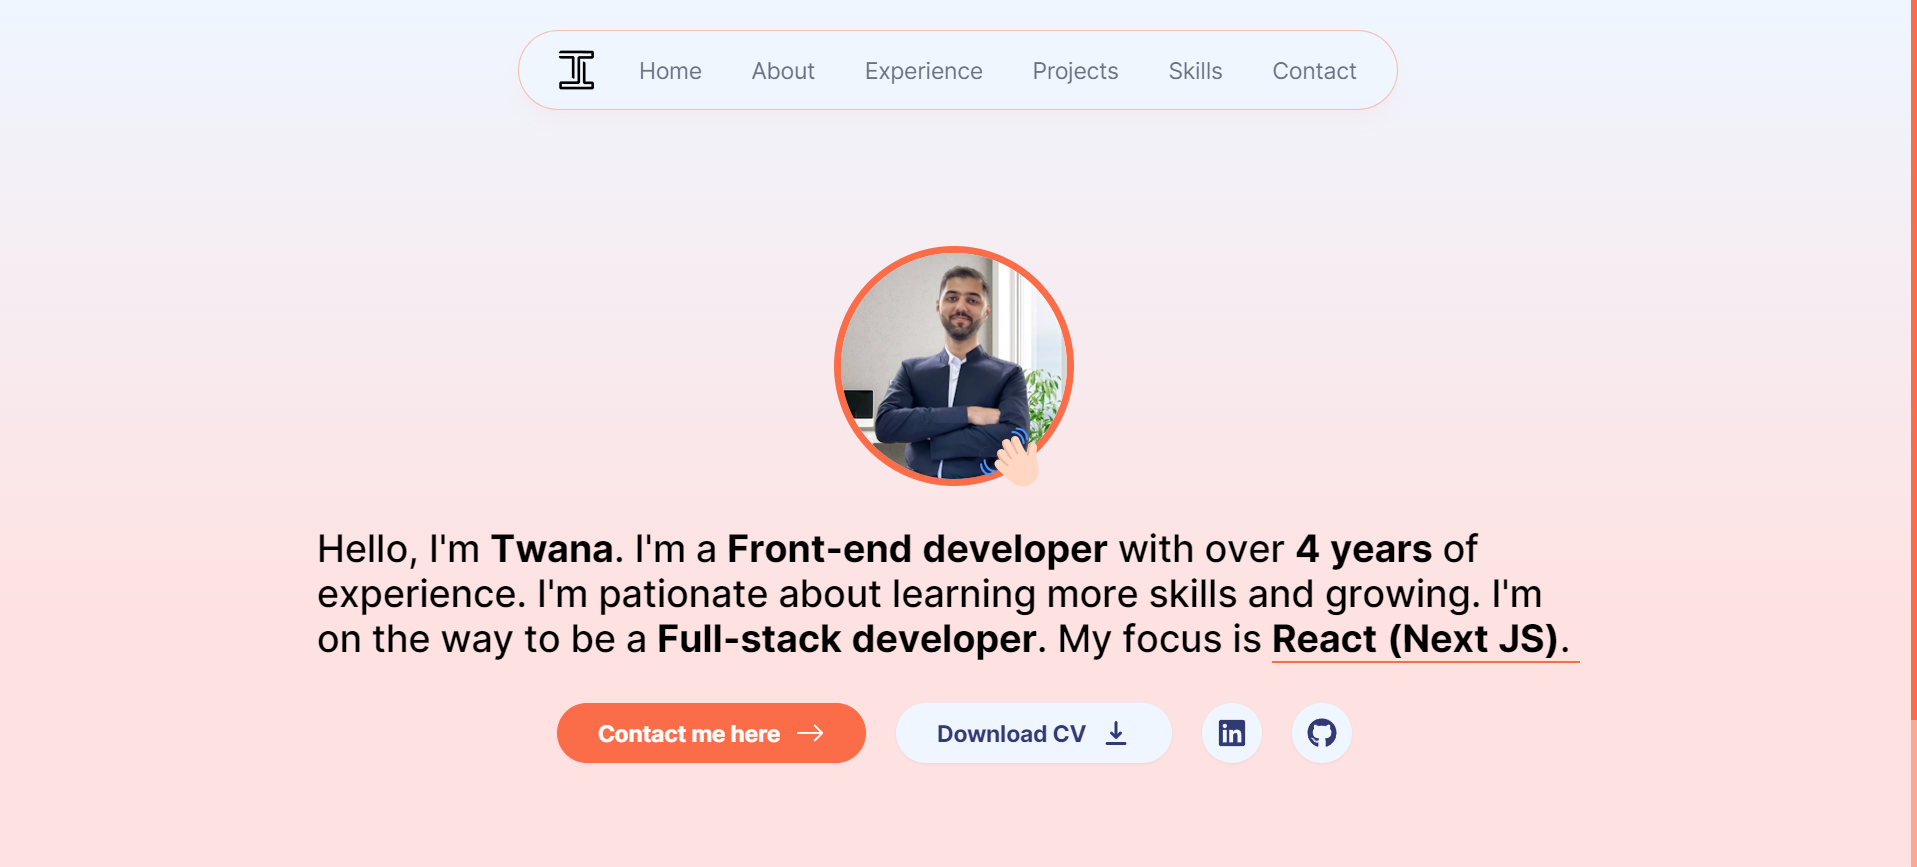 Home About Experience Projects Skills Contact
Hello, I'm Twana. I'm a Front-end developer with over 4 years of
experience. I'm pationate about learning more skills and growing. I'm
on the way to be a Full-stack developer. My focus is React (Next JS).
Contact me here Download CV in